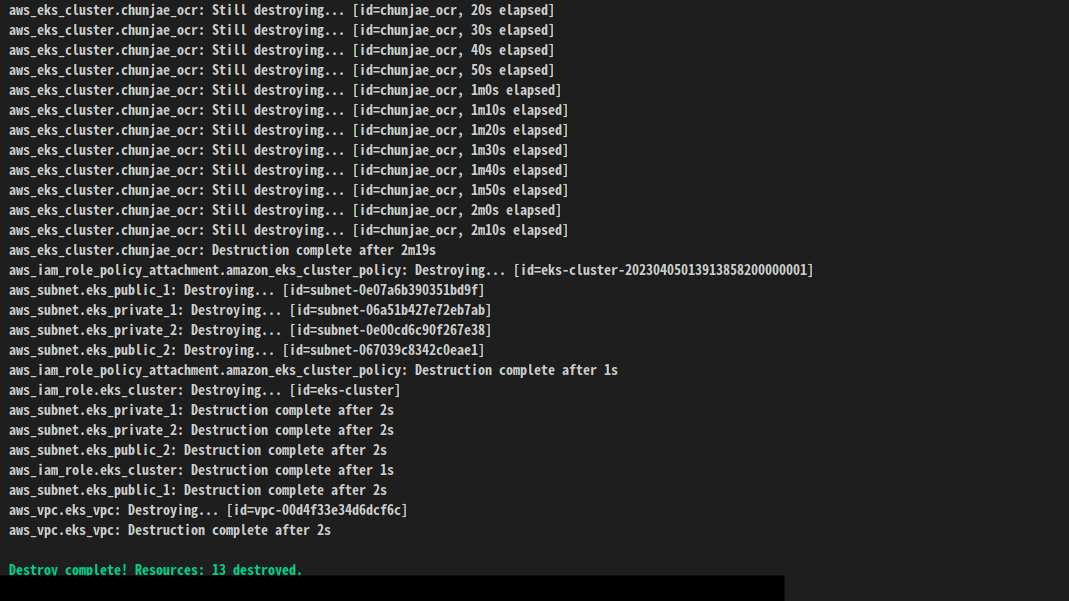 aws_eks_cluster.chunjae_ocr: Still destroying... [id=chunjae_ocr, 20s elapsed]
aws_eks_cluster.chunjae_ocr: Still destroying... [id=chunjae_ocr, 30s elapsed]
aws_eks_cluster.chunjae_ocr: Still destroying... [id=chunjae_ocr, 40s elapsed]
aws_eks_cluster.chunjae_ocr: Still destroying... [id=chunjae_ocr, 50s elapsed]
aws_eks_cluster.chunjae_ocr: Still destroying... [id=chunjae_ocr, 1m0s elapsed]
aws_eks_cluster.chunjae_ocr: Still destroying... [id=chunjae_ocr, 1m10s elapsed]
aws_eks_cluster.chunjae_ocr: Still destroying... [id=chunjae_ocr, 1m20s elapsed]
aws_eks_cluster.chunjae_ocr: Still destroying... [id=chunjae_ocr, 1m30s elapsed]
aws_eks_cluster.chunjae_ocr: Still destroying... [id=chunjae_ocr, 1m40s elapsed]
aws_eks_cluster.chunjae_ocr: Still destroying... [id=chunjae_ocr, 1m50s elapsed]
aws_eks_cluster.chunjae_ocr: Still destroying... [id=chunjae_ocr, 2m0s elapsed]
aws_eks_cluster.chunjae_ocr: Still destroying... [id=chunjae_ocr, 2m10s elapsed]
aws_eks_cluster.chunjae_ocr: Destruction complete after 2m19s
aws_iam_role_policy_attachment.amazon_eks_cluster_policy: Destroying... [id=eks-cluster-20230405013913858200000001]
aws_subnet.eks_public_1: Destroying... [id=subnet-0e07a6b390351bd9f]
aws_subnet.eks_private_1: Destroying... [id=subnet-06a51b427e72eb7ab]
aws_subnet.eks_private_2: Destroying... [id=subnet-0e00cd6c90f267e38]
aws_subnet.eks_public_2: Destroying... [id=subnet-067039c8342c0eae1]
aws_iam_role_policy_attachment.amazon_eks_cluster_policy: Destruction complete after 1s
aws_iam_role.eks_cluster: Destroying... [id=eks-cluster]
aws_subnet.eks_private_1: Destruction complete after 2s
aws_subnet.eks_private_2: Destruction complete after 2s
aws_subnet.eks_public_2: Destruction complete after 2s
aws_iam_role.eks_cluster: Destruction complete after 1s
aws_subnet.eks_public_1: Destruction complete after 2s
aws_vpc.eks_vpc: Destroying... [id=vpc-00d4f33e34d6dcf6c]
aws_vpc.eks_vpc: Destruction complete after 2s
Destroy complete! Resources: 13 destroyed.